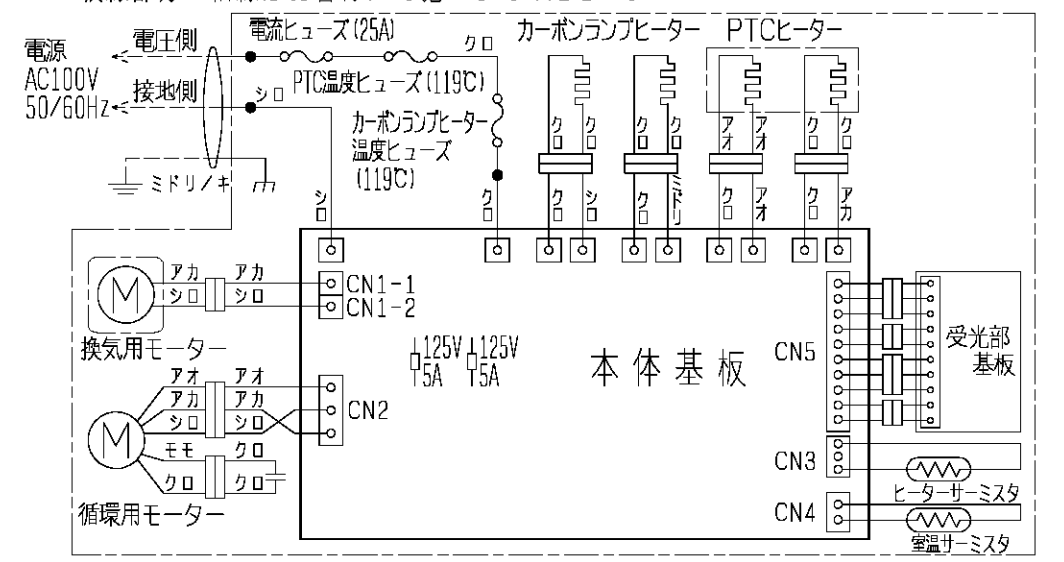 電流ヒューズ(25A)
クロ
カーボンランプヒーター
PTCヒーター
電源
AC100V
50/60Hz
電圧側
接地側
シロ
PTC温度ヒューズ(119℃)
カーボンランプヒーター
温度ヒューズ
(119℃)
ミドリ/キ
クロ
クロ
クロ
クロ
アオ
アオ
クロ
クロ
シロ
クロ
クロ
シロ
クロ
ミドリ
クロ
アオ
クロ
アカ
アカ
アカ
シロ
シロ
CN1-1
CN1-2
換気用モーター
125V
5A
125V
5A
本体基板
CN5
受光部
基板
アオ
アオ
アカ
アカ
シロ
シロ
CN2
モモ
クロ
クロ
クロ
循環用モーター
CN3
ヒーターサーミスタ
CN4
室温サーミスタ
M
M